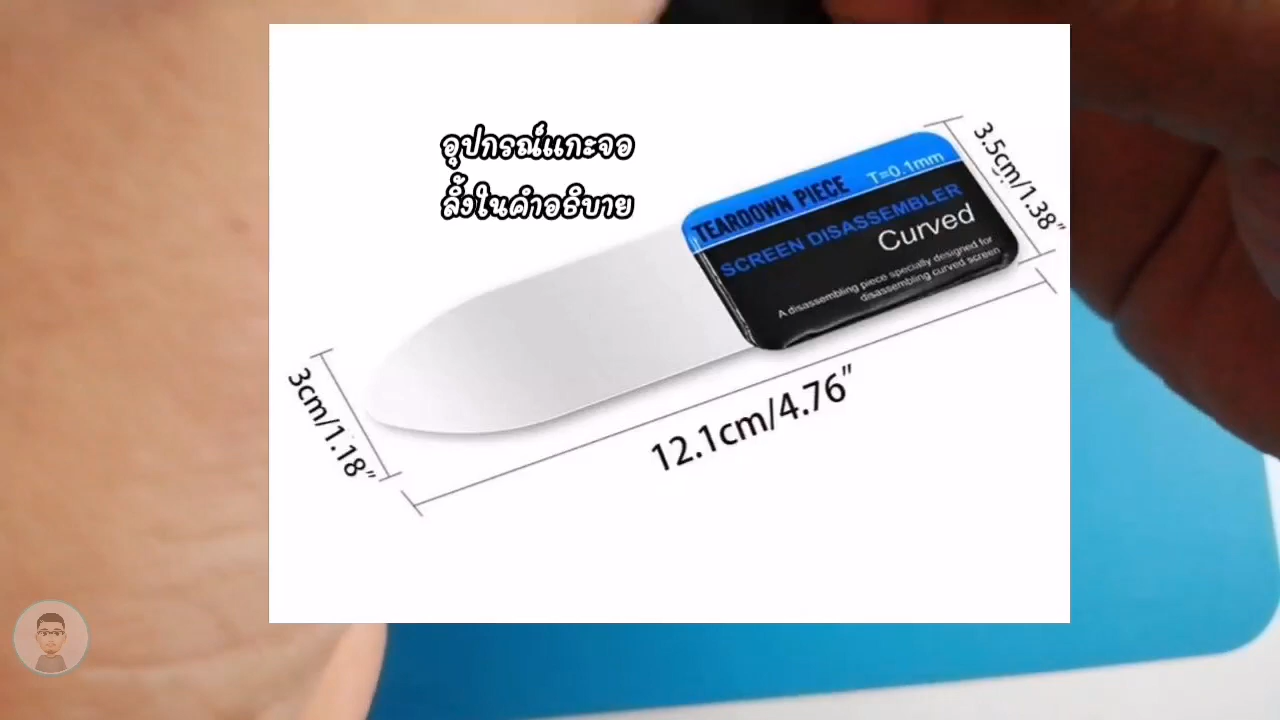 อุปกรณ์แกะจอ
ลิ้งในคำอธิบาย
3.5cm/1.38"
T=0.1mm
TEARDOWN PIECE
SCREEN DISASSEMBLER
Curved
A disassembling piece specially designed for
disassembling curved screen
3cm/1.18"
12.1cm/4.76"